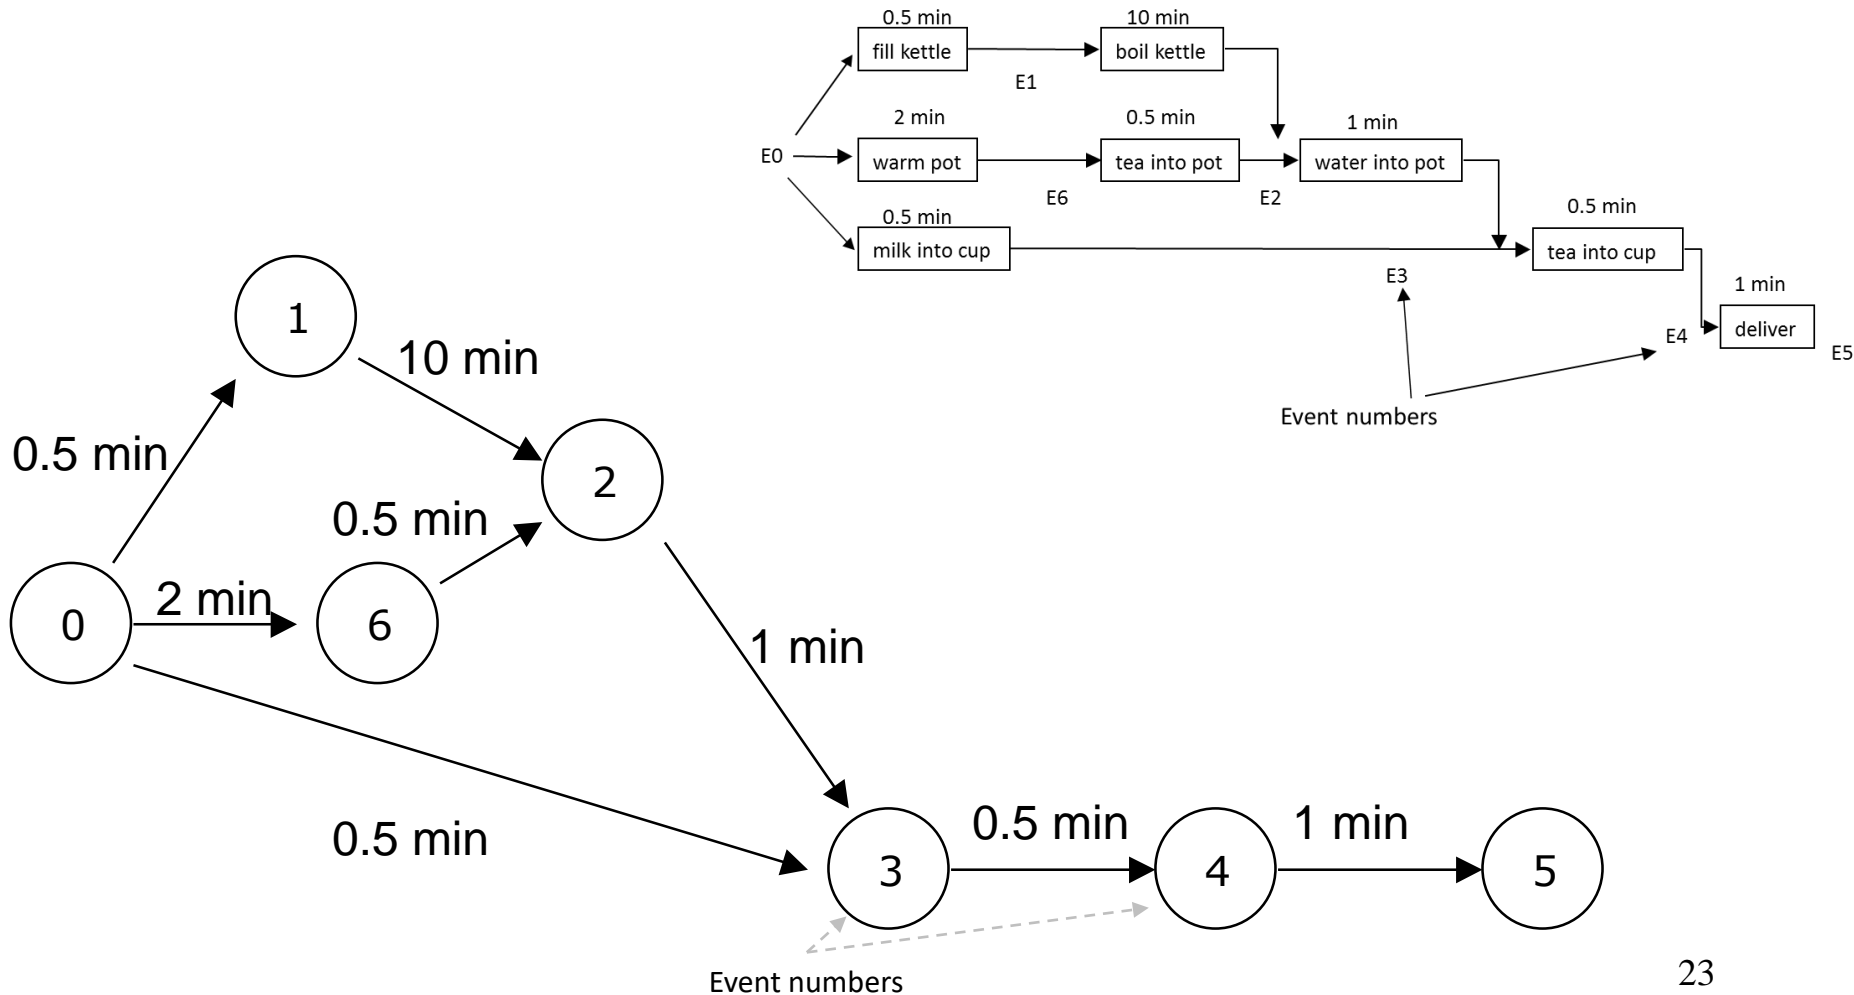 0.5 min
10 min
fill kettle
boil kettle
E1
2 min
0.5 min
1 min
E0
warm pot
tea into pot
water into pot
E6
E2
0.5 min
0.5 min
milk into cup
tea into cup
E3
1 min
deliver
E4
E5
Event numbers
1
10 min
0.5 min
2
0.5 min
0
2 min
6
1 min
0.5 min
3
0.5 min
4
1 min
5
Event numbers
23